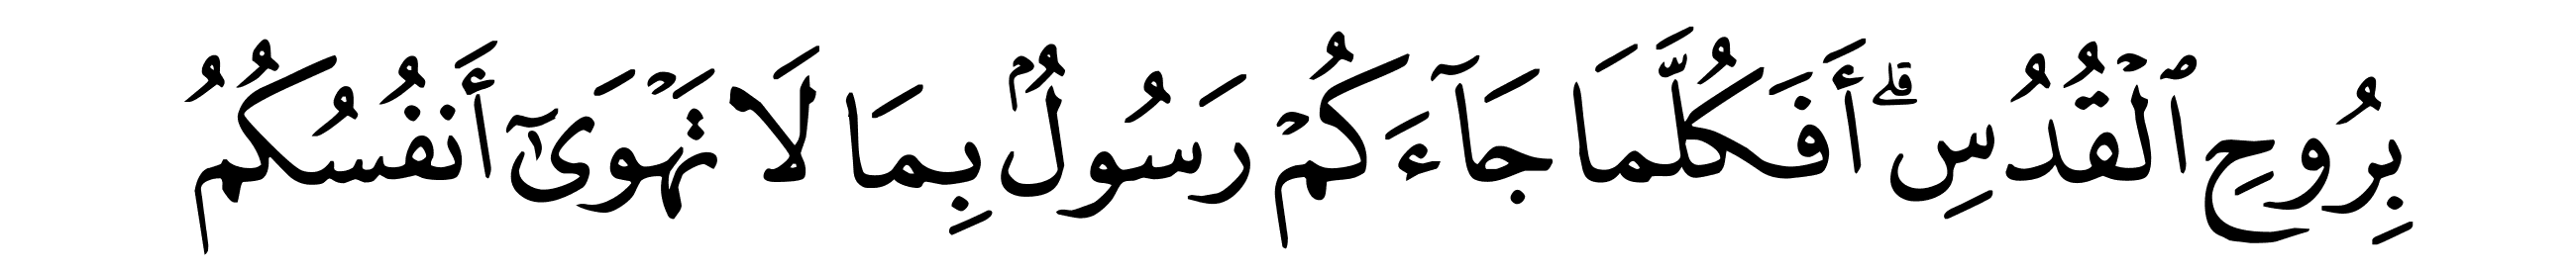 بِرُوحِ ٱلْقُدُسِ ۗ أَفَكُلَّمَا جَآءَكُمْ رَسُولٌۢ بِمَا لَا تَهْوَىٰٓ أَنفُسُكُمُ